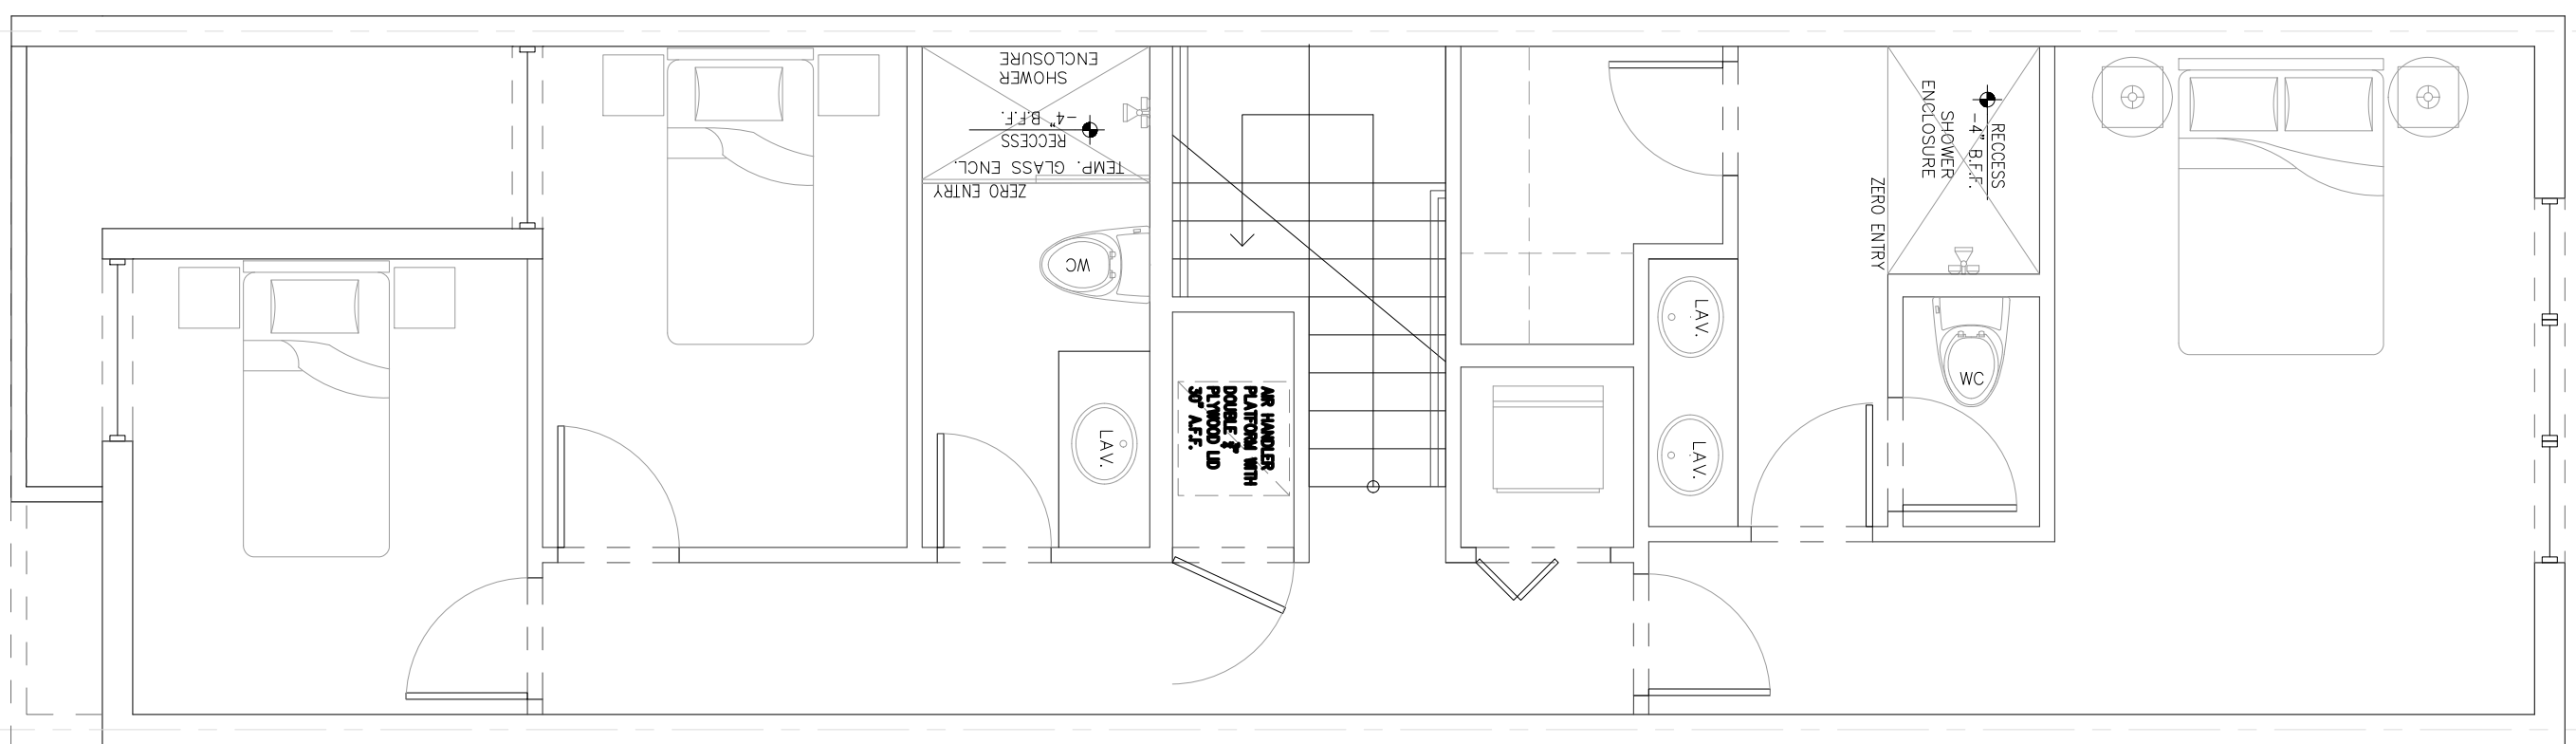 SHOWER
ENCLOSURE
-4" B.F.F.
RECCESS
TEMP. GLASS ENCL.
ZERO ENTRY
WC
LAV.
AIR HANDLER
PLATFORM WITH
DOUBLE 3/4"
PLYWOOD LID
30" A.F.F.
LAV.
LAV.
RECCESS
-4" B.F.F.
SHOWER
ENCLOSURE
ZERO ENTRY
WC